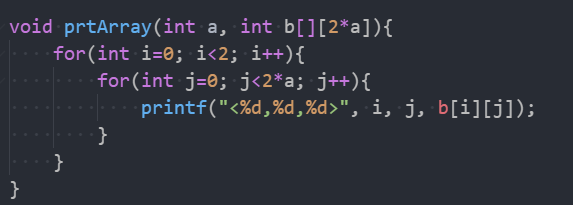 void prtArray(int a, int b[][2*a]){
    for(int i=0; i<2; i++){
        for(int j=0; j<2*a; j++){
            printf("<%d,%d,%d>", i, j, b[i][j]);
        }
    }
}